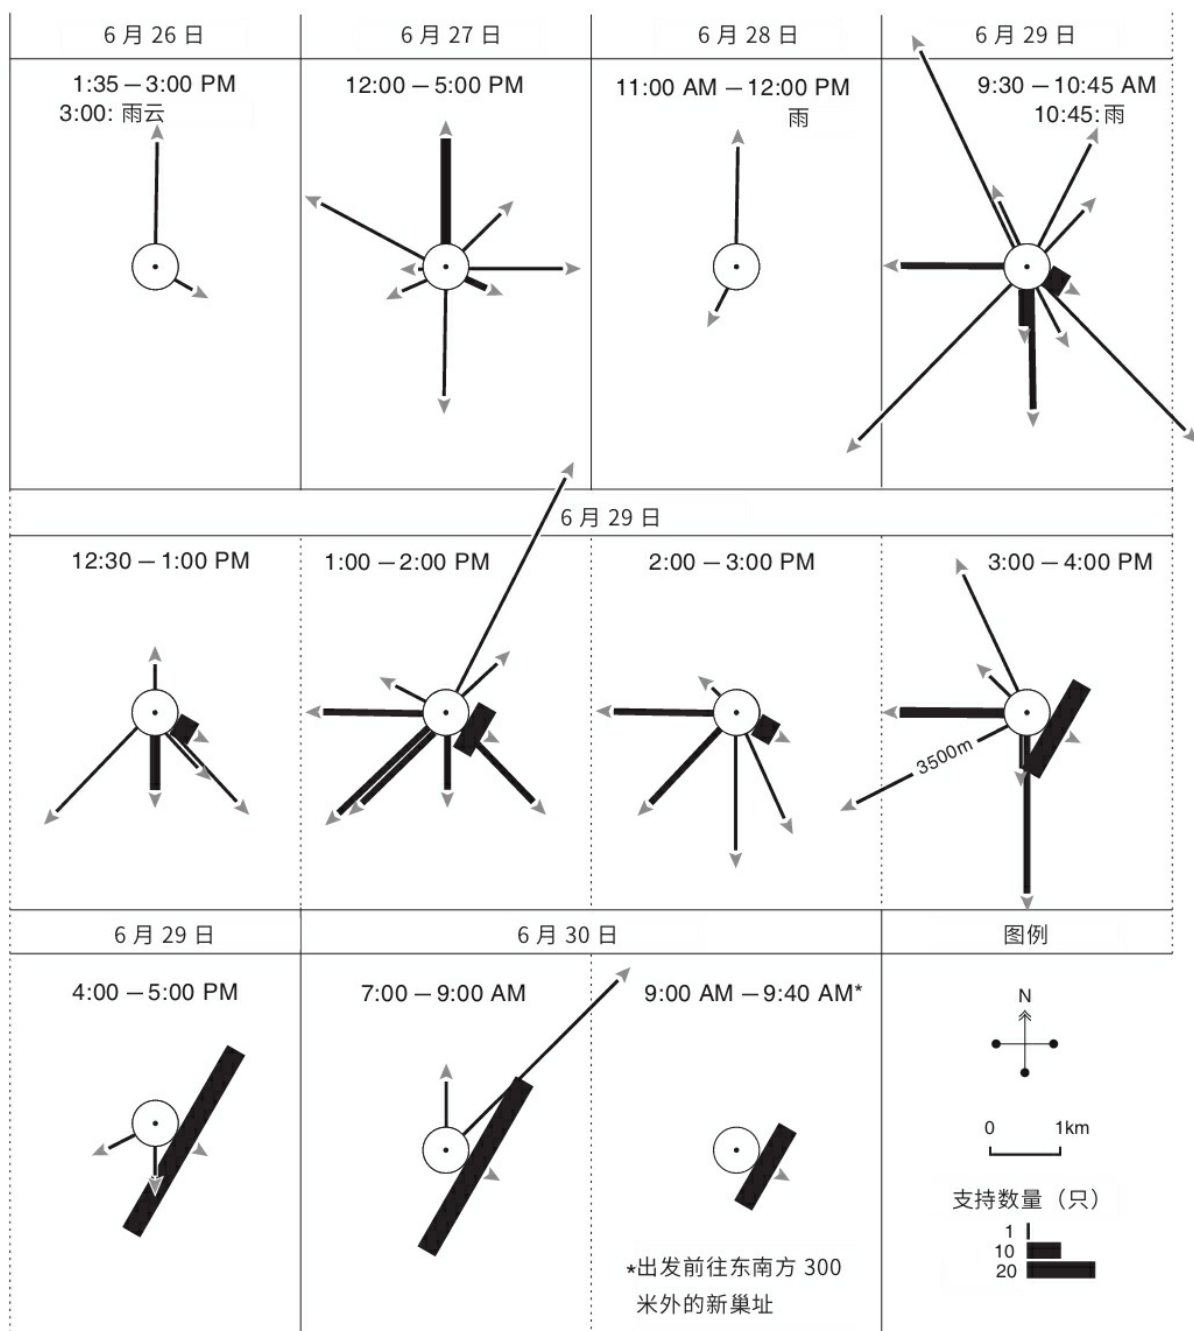 6 月 26 日
6 月 27 日
6 月 28 日
6 月 29 日
1:35 – 3:00 PM
3:00: 雨云
12:00 – 5:00 PM
11:00 AM – 12:00 PM
雨
9:30 – 10:45 AM
10:45: 雨
6 月 29 日
12:30 – 1:00 PM
1:00 – 2:00 PM
2:00 – 3:00 PM
3:00 – 4:00 PM
3500m
6 月 29 日
6 月 30 日
图例
4:00 – 5:00 PM
7:00 – 9:00 AM
9:00 AM – 9:40 AM*
*出发前往东南方 300
米外的新巢址
N
0 1km
支持数量（只）
1
10
20